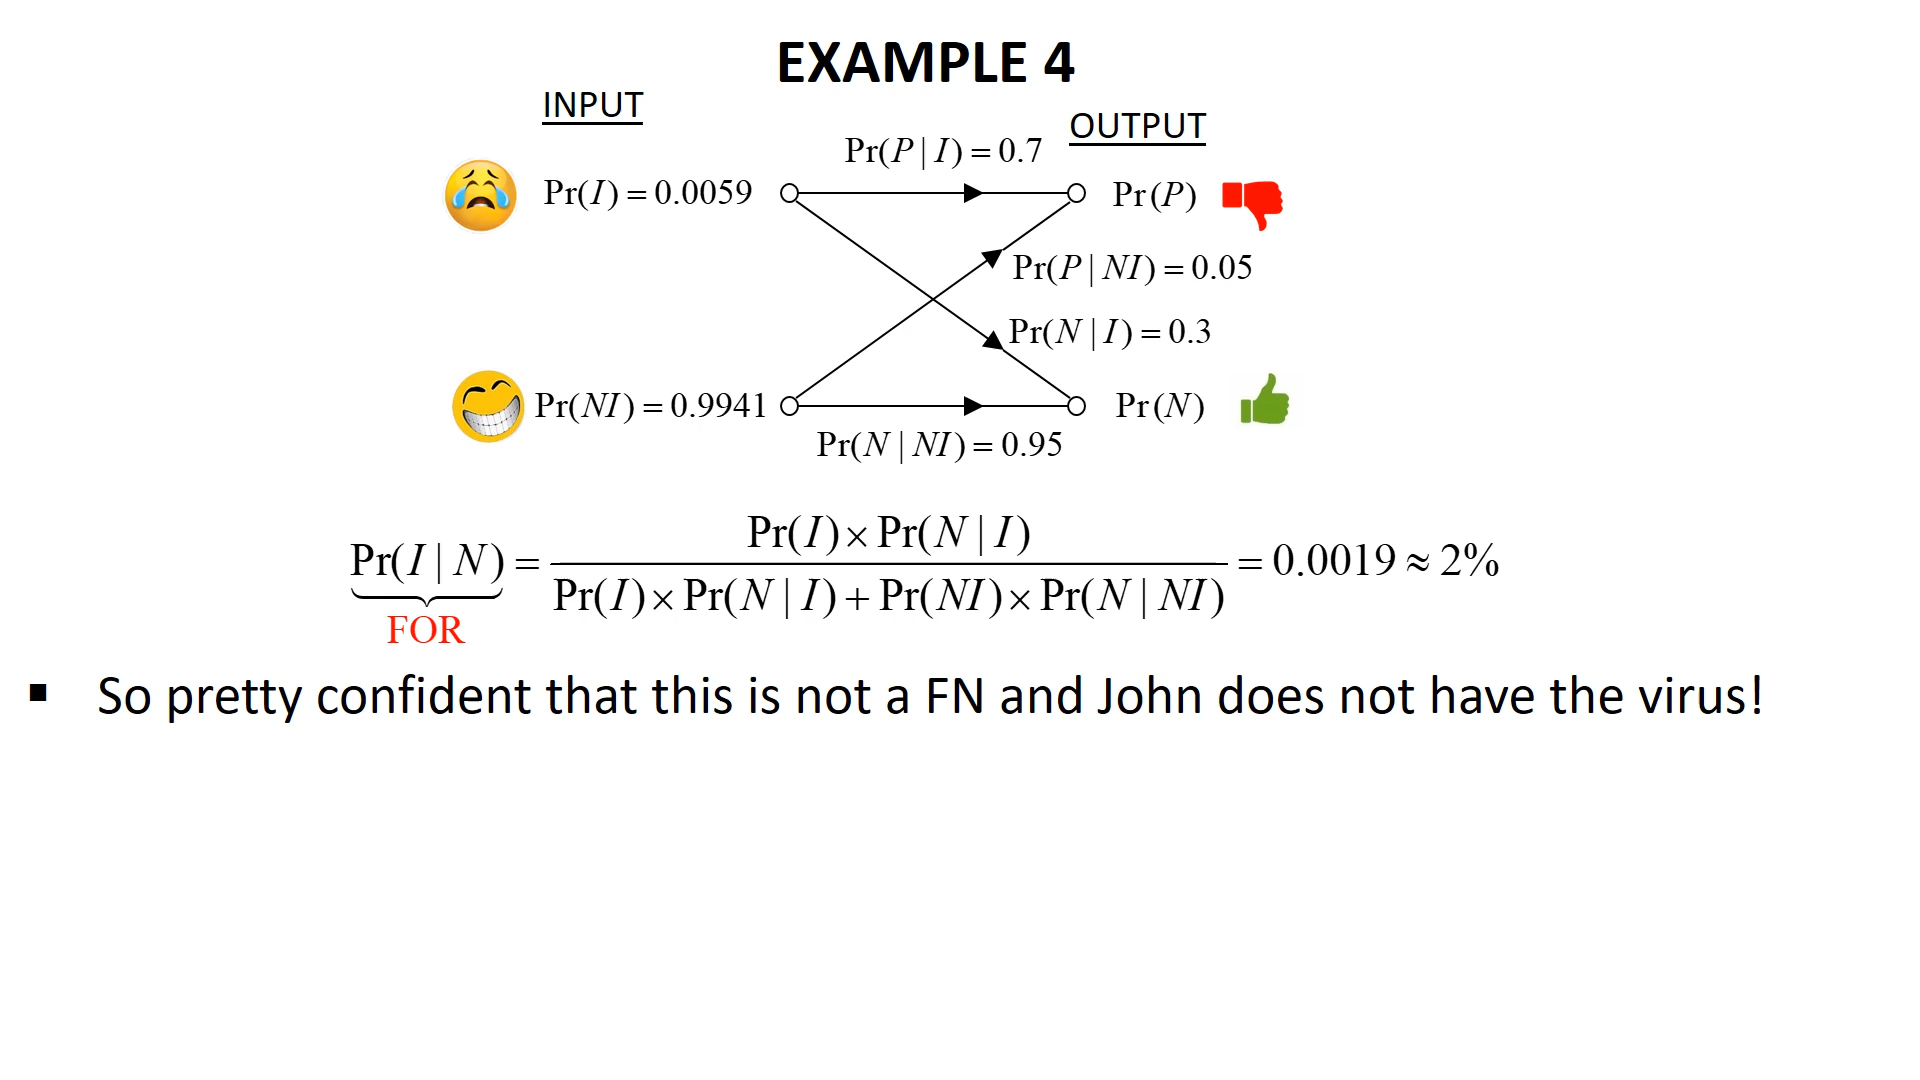 EXAMPLE 4
INPUT
OUTPUT
Pr(P | I) = 0.7
Pr(I) = 0.0059
Pr(P)
Pr(P | NI) = 0.05
Pr(N | I) = 0.3
Pr(NI) = 0.9941
Pr(N)
Pr(N | NI) = 0.95
Pr(I) × Pr(N | I)
Pr(I | N) = = 0.0019 ≈ 2%
Pr(I) × Pr(N | I) + Pr(NI) × Pr(N | NI)
FOR
▪ So pretty confident that this is not a FN and John does not have the virus!